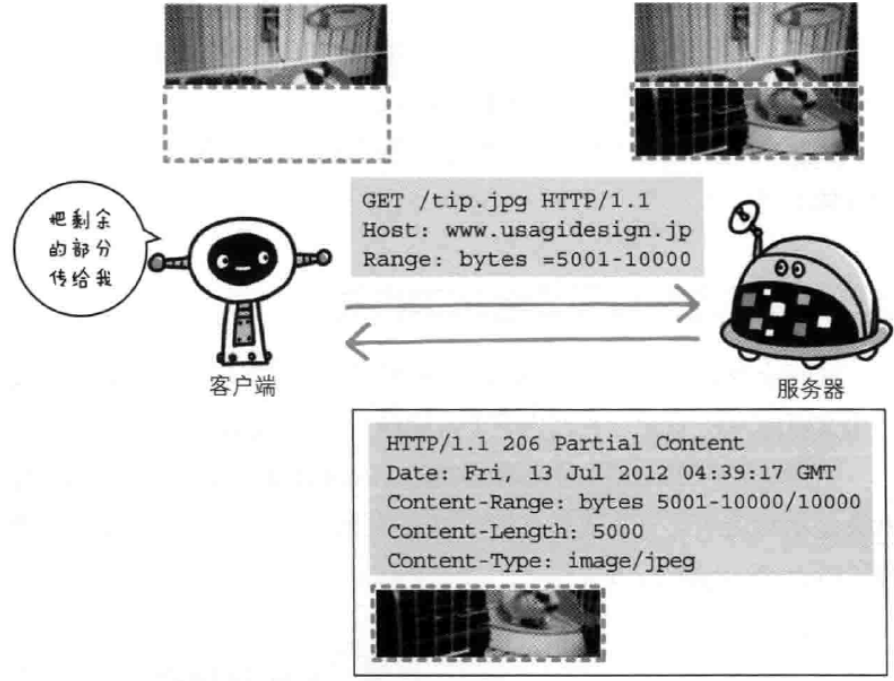 把剩余
的部分
传给我
GET /tip.jpg HTTP/1.1
Host: www.usagidesign.jp
Range: bytes =5001-10000
客户端
服务器
HTTP/1.1 206 Partial Content
Date: Fri, 13 Jul 2012 04:39:17 GMT
Content-Range: bytes 5001-10000/10000
Content-Length: 5000
Content-Type: image/jpeg